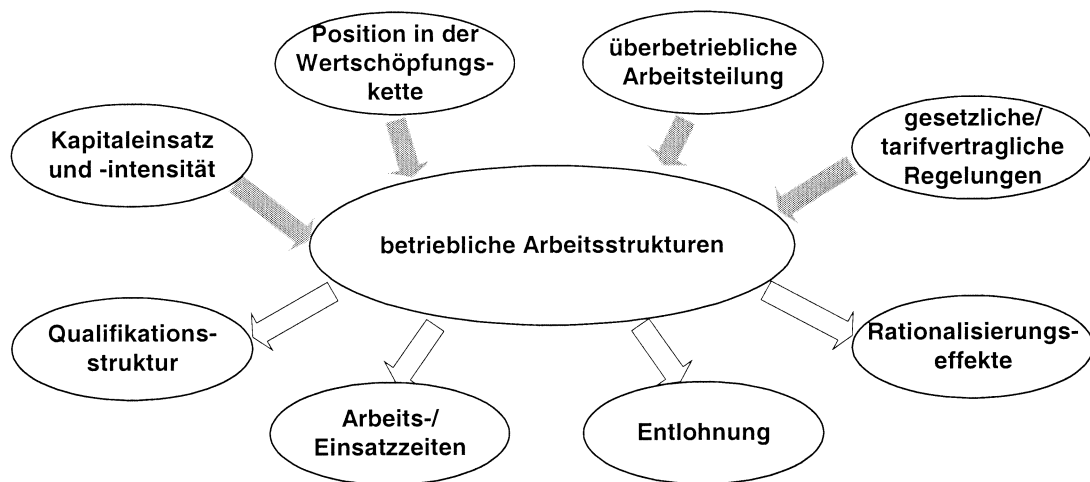 Position in der
Wertschöpfungs-
kette
überbetriebliche
Arbeitsteilung
Kapitaleinsatz
und -intensität
gesetzliche/
tarifvertragliche
Regelungen
betriebliche Arbeitsstrukturen
Qualifikations-
struktur
Arbeits-/
Einsatzzeiten
Entlohnung
Rationalisierungs-
effekte